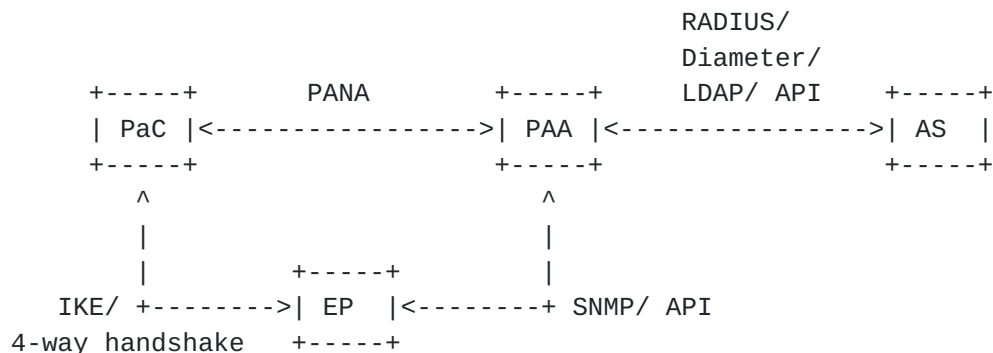 RADIUS/
                                           Diameter/
     +-----+       PANA        +-----+     LDAP/ API    +-----+
     | PaC |<----------------->| PAA |<---------------->| AS  |
     +-----+                   +-----+                  +-----+
        ^                         ^
        |                         |
        |         +-----+         |
   IKE/ +-------->| EP  |<--------+ SNMP/ API
4-way handshake   +-----+